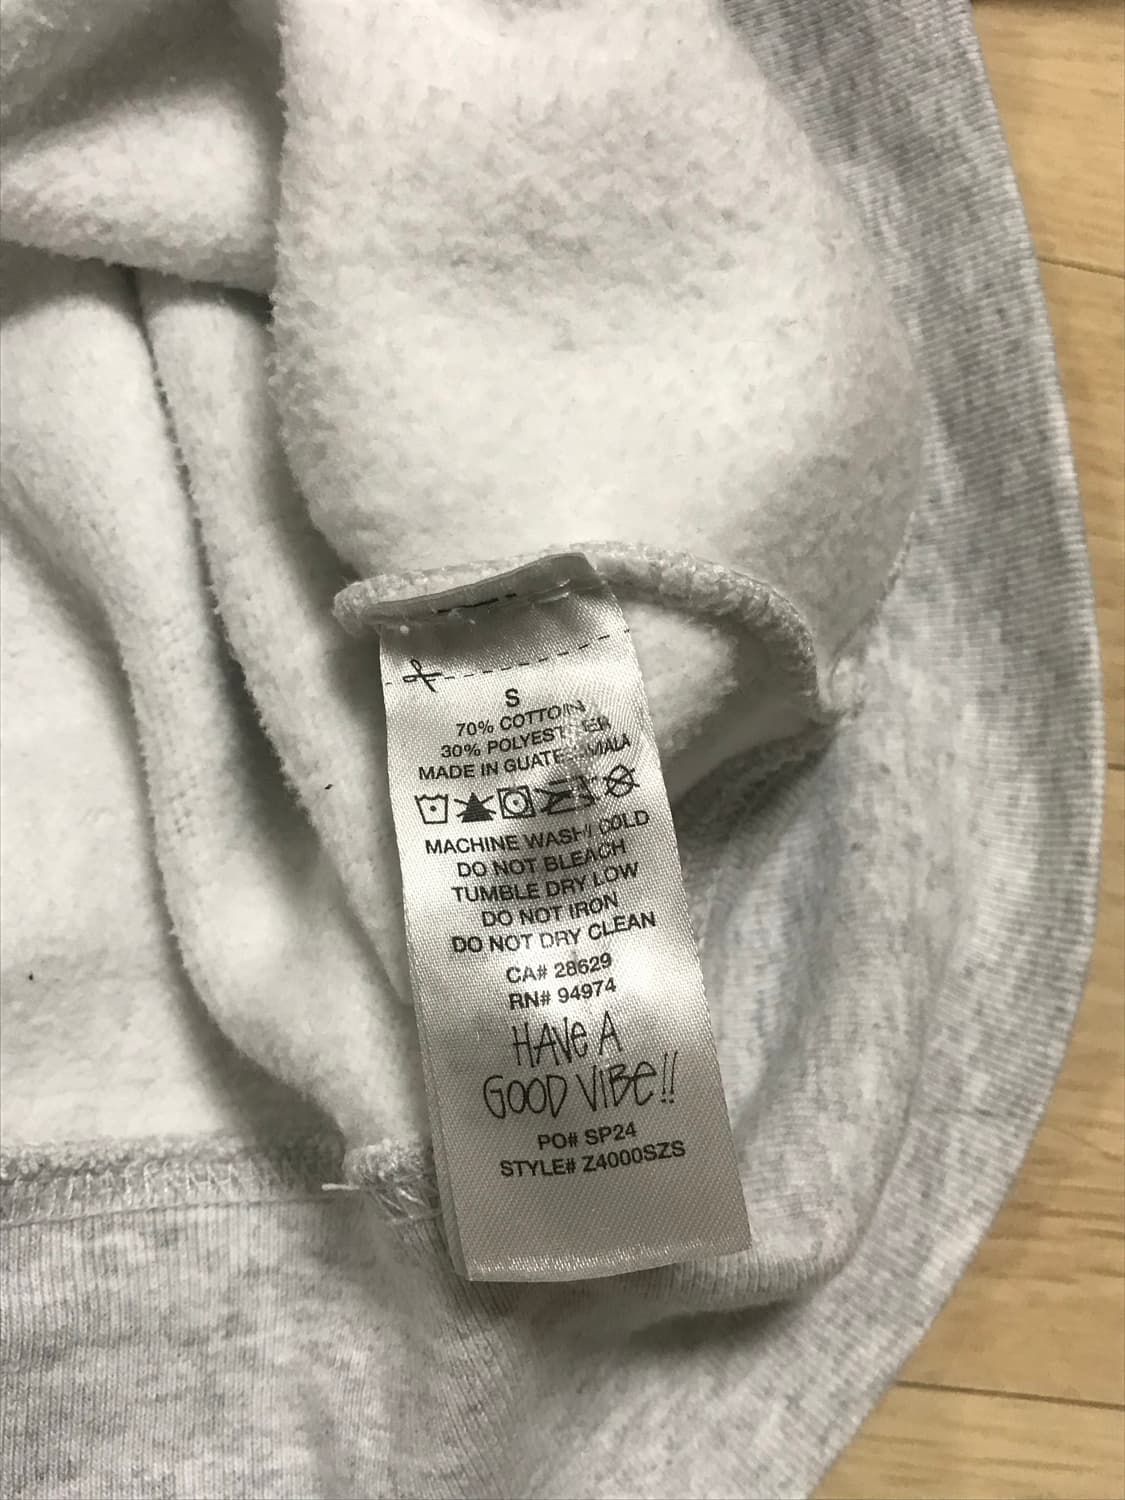 S
70% COTTON
30% POLYESTER
MADE IN GUATEMALA
MACHINE WASH COLD
DO NOT BLEACH
TUMBLE DRY LOW
DO NOT IRON
DO NOT DRY CLEAN
CA# 28629
RN# 94974
HAVe A
GOOD VIBe!!
PO# SP24
STYLE# Z4000SZS